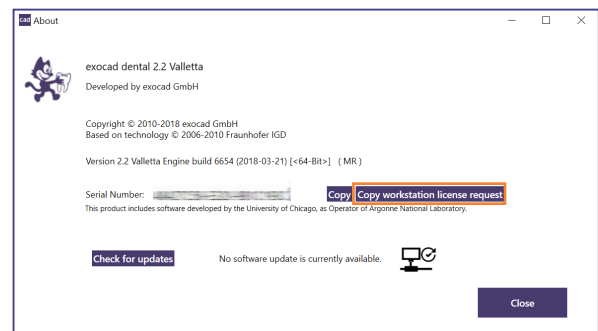 cad About
exocad dental 2.2 Valletta
Developed by exocad GmbH
Copyright © 2010-2018 exocad GmbH
Based on technology © 2006-2010 Fraunhofer IGD
Version 2.2 Valletta Engine build 6654 (2018-03-21) [<64-Bit>] ( MR )
Serial Number: Copy Copy workstation license request
This product includes software developed by the University of Chicago, as Operator of Argonne National Laboratory.
Check for updates No software update is currently available.
Close